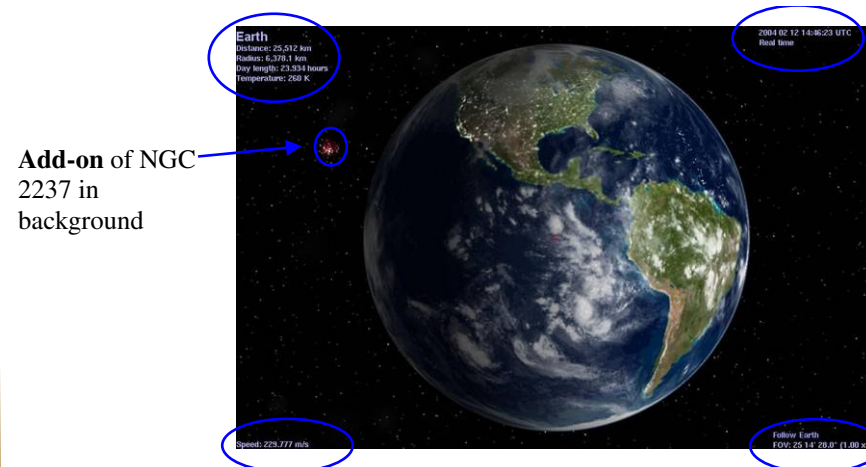 Earth
Distance: 25,512 km
Radius: 6,378.1 km
Day length: 23.934 hours
Temperature: 260 K
2004 02 12 14:46:23 UTC
Real time
Add-on of NGC
2237 in
background
Speed: 229.777 m/s
Follow Earth
FOV: 25 14' 28.0" (1.00 x